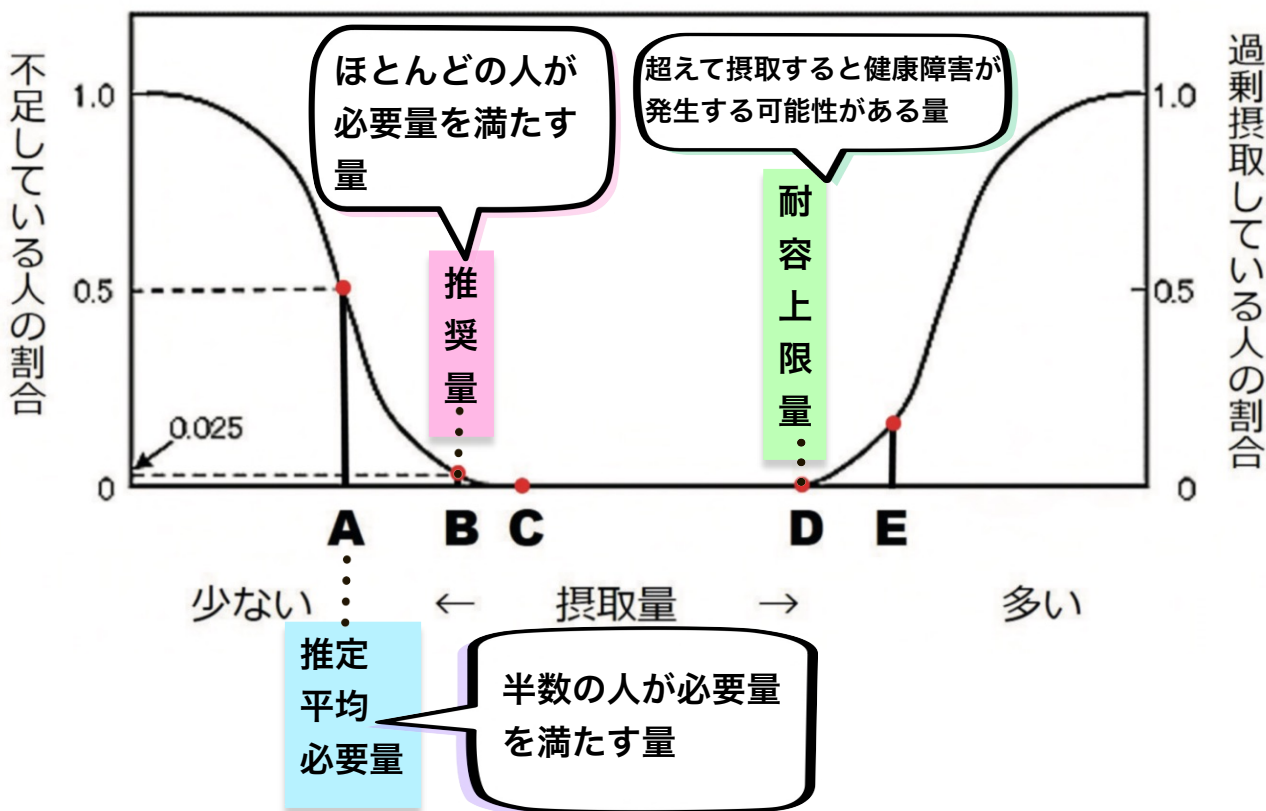 不足している人の割合
過剰摂取している人の割合
ほとんどの人が
必要量を満たす
量
超えて摂取すると健康障害が
発生する可能性がある量
1.0
1.0
推奨量
耐容上限量
0.5
0.5
0.025
0
0
A
B
C
D
E
少ない
←
摂取量
→
多い
推定
平均
必要量
半数の人が必要量
を満たす量